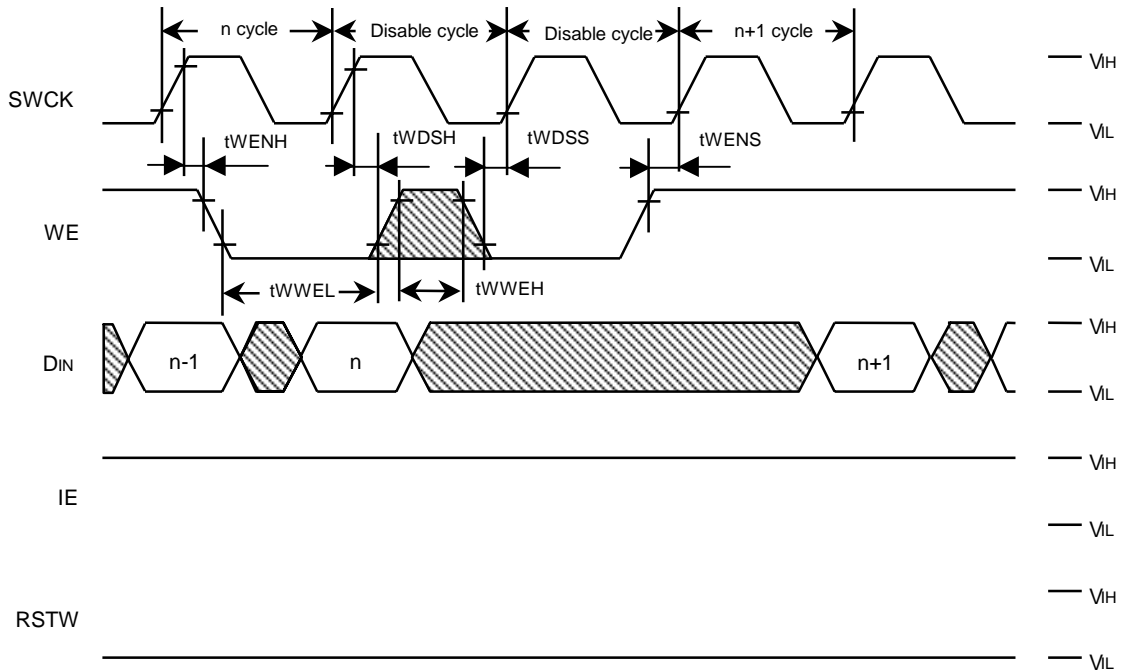 n cycle Disable cycle Disable cycle n+1 cycle
VIH
SWCK
VIL
tWENH tWDSH tWDSS tWENS
VIH
WE
VIL
tWWEL tWWEH
VIH
DIN n-1 n n+1
VIL
VIH
IE
VIL
VIH
RSTW
VIL